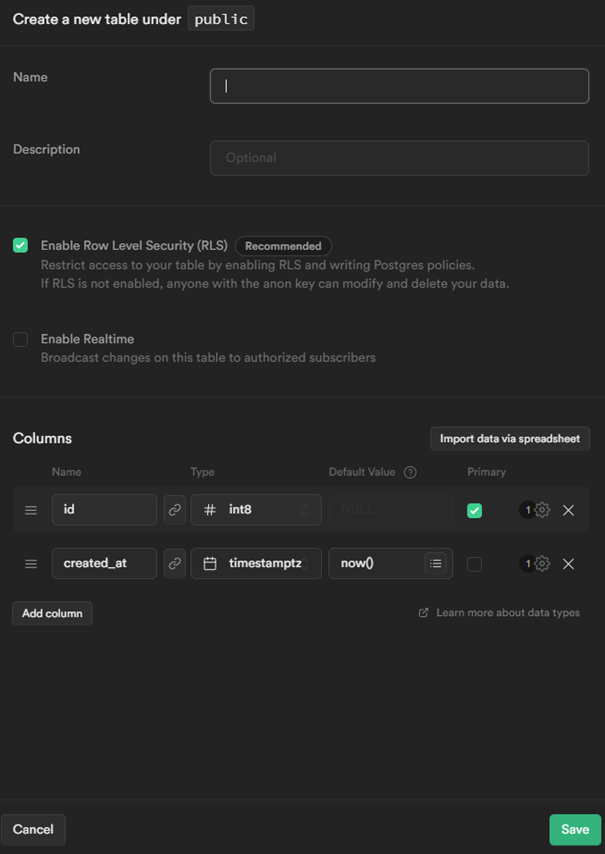 Create a new table under public
Name
Description
Optional
Enable Row Level Security (RLS) Recommended
Restrict access to your table by enabling RLS and writing Postgres policies.
If RLS is not enabled, anyone with the anon key can modify and delete your data.
Enable Realtime
Broadcast changes on this table to authorized subscribers
Columns Import data via spreadsheet
Name Type Default Value ? Primary
id # int8 NULL 1
created_at timestamptz now() 1
Add column Learn more about data types
Cancel Save